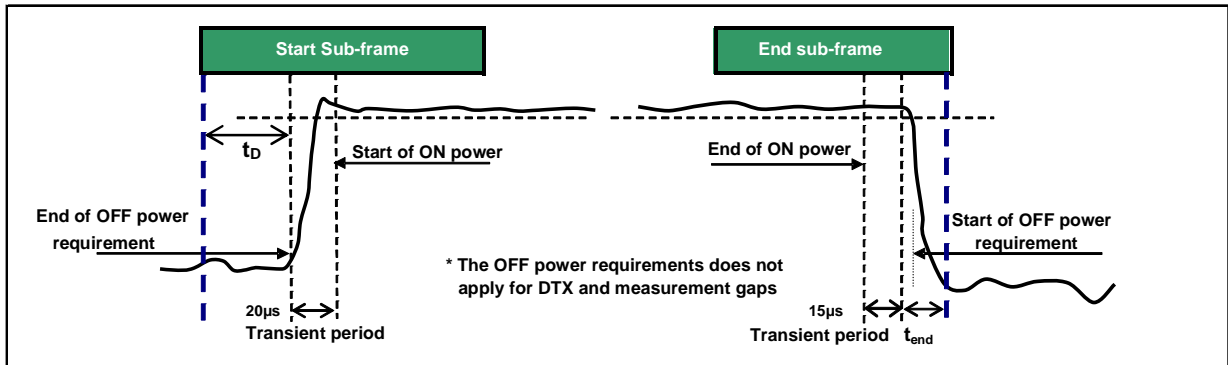 Start Sub-frame
End sub-frame
tD
Start of ON power
End of ON power
End of OFF power
requirement
Start of OFF power
requirement
* The OFF power requirements does not
apply for DTX and measurement gaps
20µs
Transient period
15µs
Transient period
tend